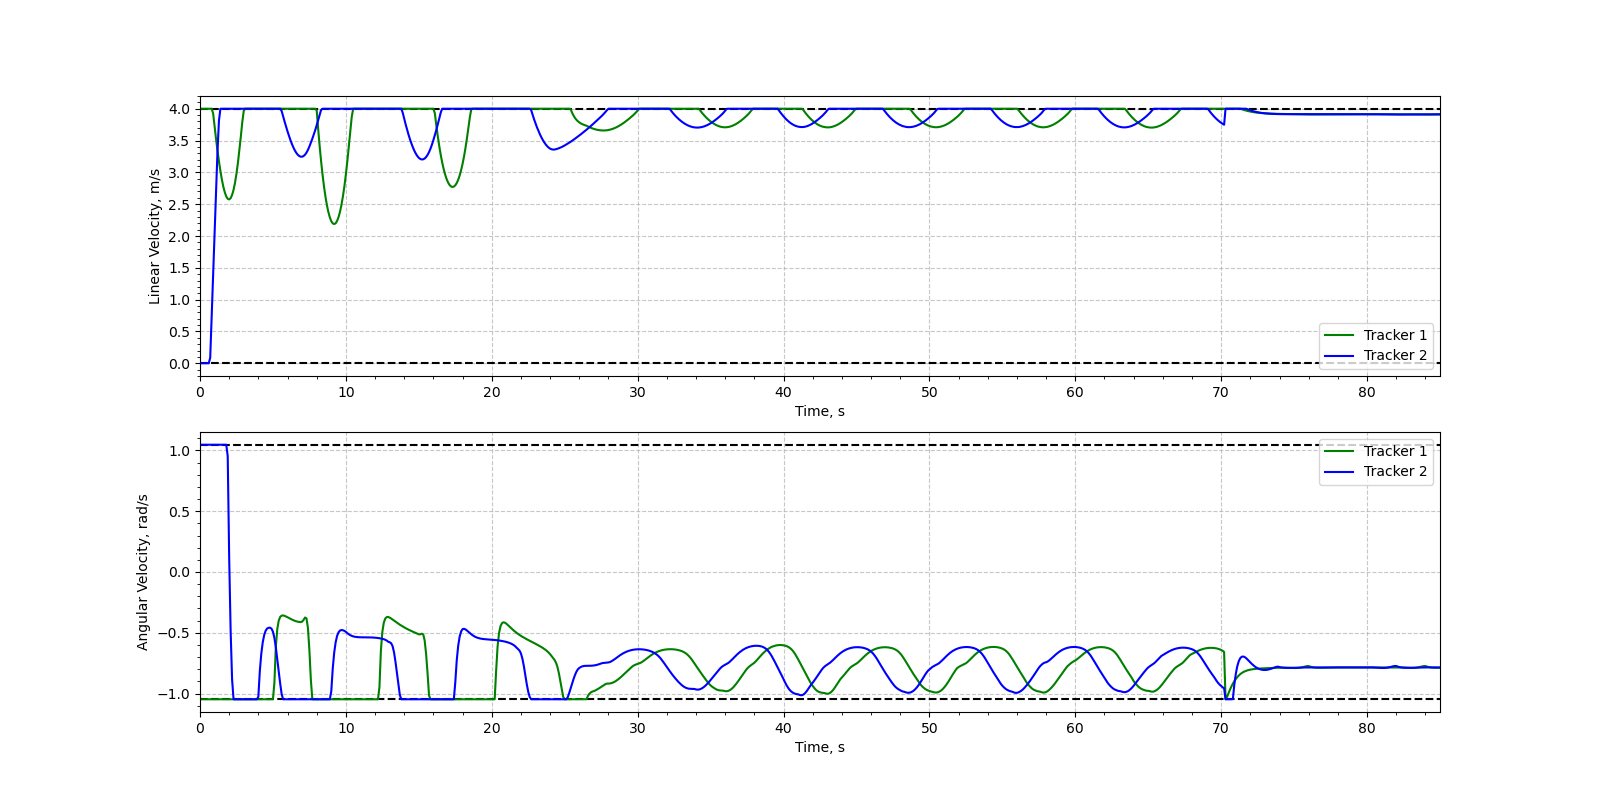 4.0
3.5
3.0
2.5
2.0
1.5
1.0
0.5
0.0
Linear Velocity, m/s
Tracker 1
Tracker 2
0 10 20 30 40 50 60 70 80
Time, s
1.0
0.5
0.0
−0.5
−1.0
Angular Velocity, rad/s
Tracker 1
Tracker 2
0 10 20 30 40 50 60 70 80
Time, s